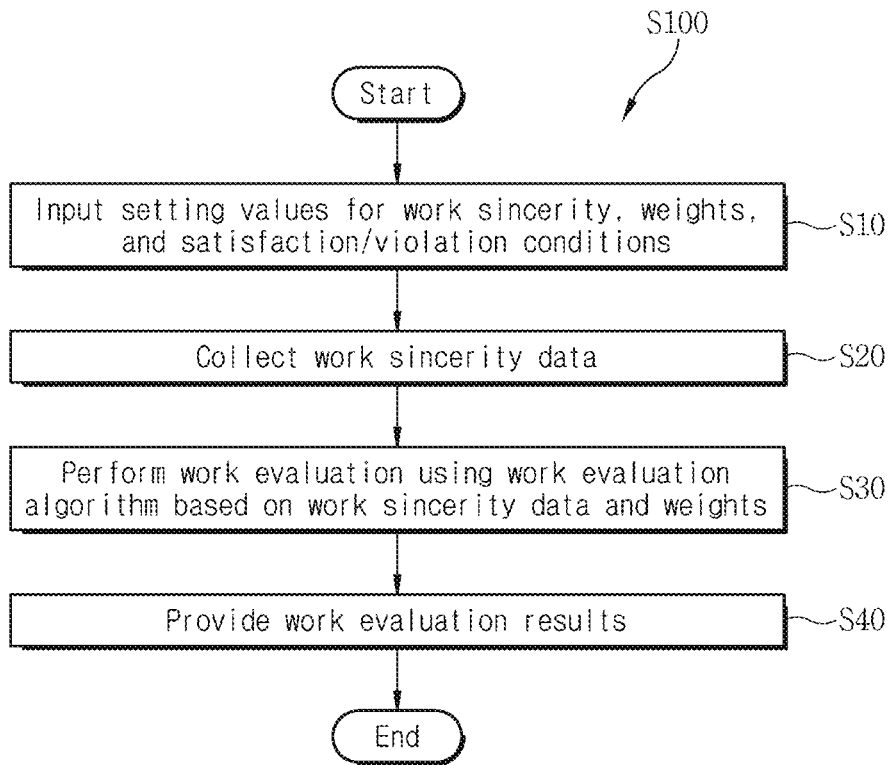 S100
Start
Input setting values for work sincerity, weights,
and satisfaction/violation conditions
S10
Collect work sincerity data
S20
Perform work evaluation using work evaluation
algorithm based on work sincerity data and weights
S30
Provide work evaluation results
S40
End